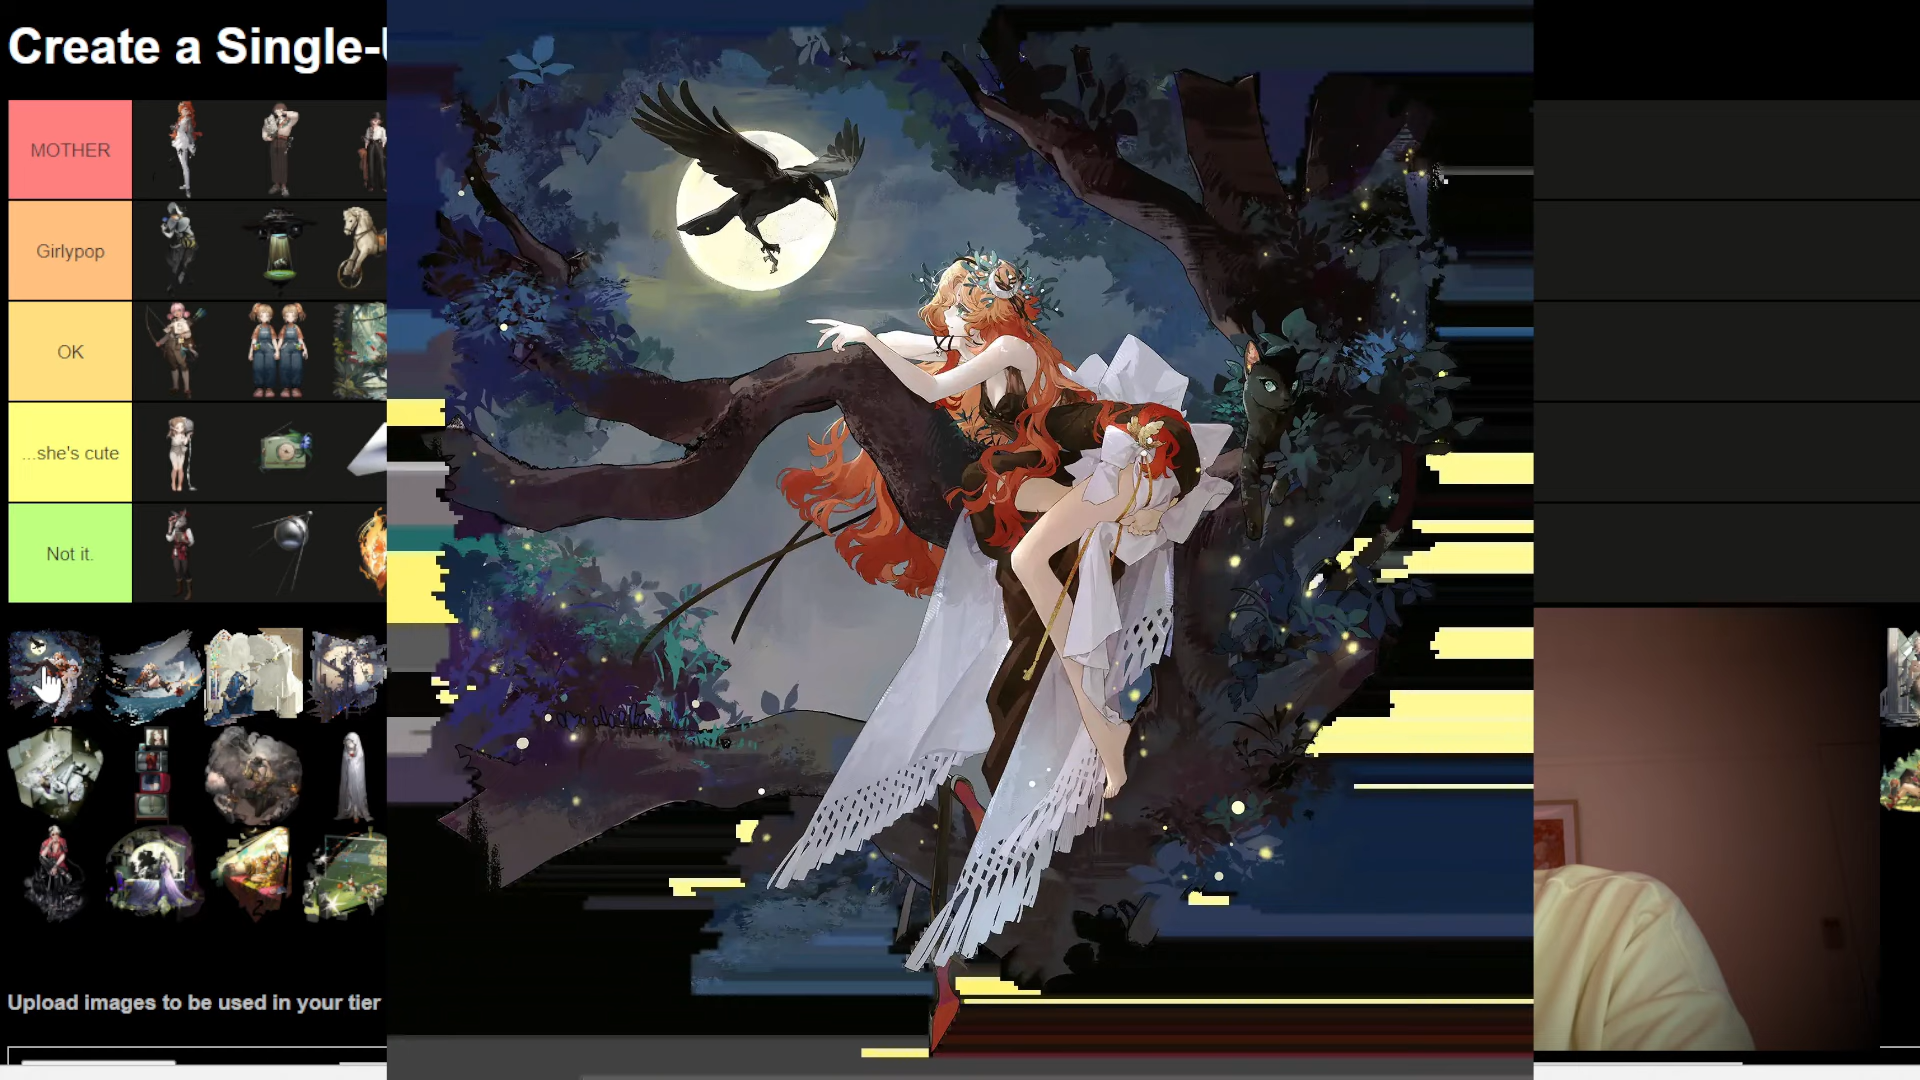 Create a Single-
MOTHER
Girlypop
OK
...she's cute
Not it.
Upload images to be used in your tier